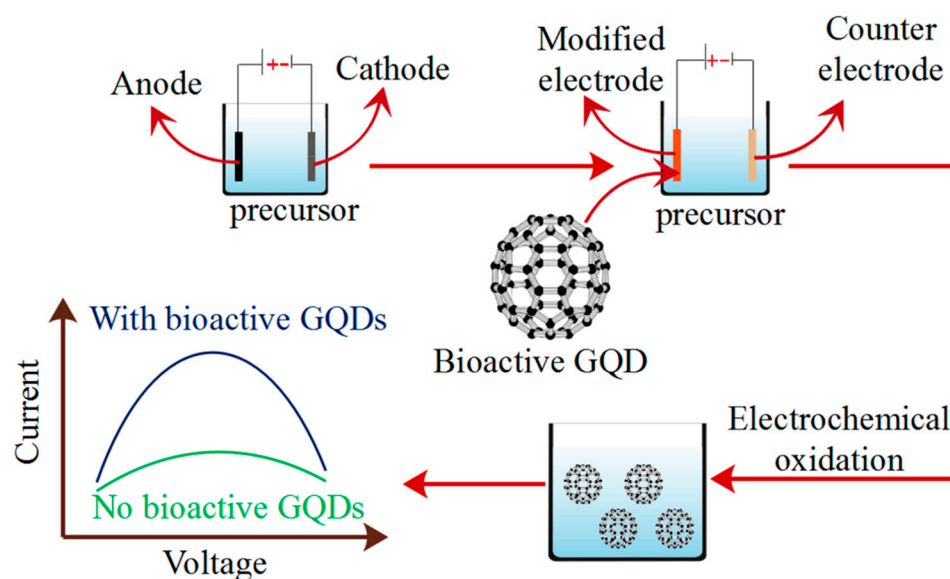 Anode
Cathode
+-
precursor
Modified
electrode
Counter
electrode
+-
precursor
Bioactive GQD
With bioactive GQDs
No bioactive GQDs
Current
Voltage
Electrochemical
oxidation